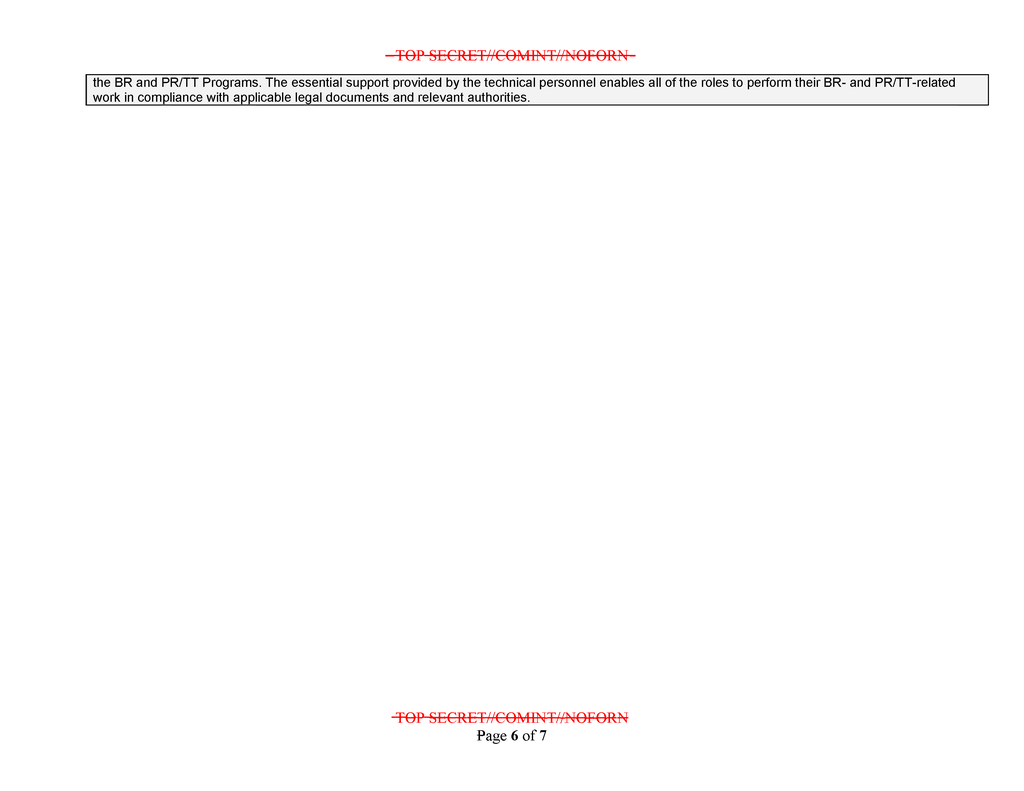 TOP SECRET//COMINT//NOFORN
the BR and PR/TT Programs. The essential support provided by the technical personnel enables all of the roles to perform their BR- and PR/TT-related
work in compliance with applicable legal documents and relevant authorities.
TOP SECRET//COMINT//NOFORN
Page 6 of 7